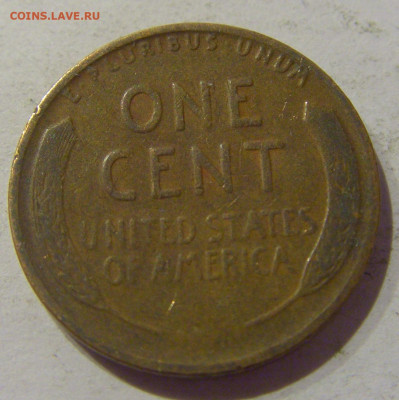 COINS.LAVE.RU
E·PLURIBUS·UNUM
ONE
CENT
UNITED STATES
OF AMERICA